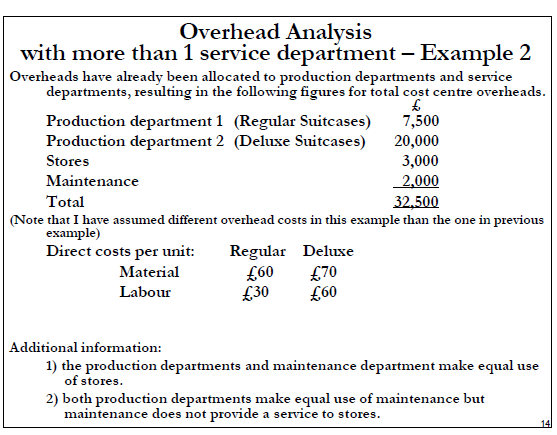 Overhead Analysis
with more than 1 service department – Example 2
Overheads have already been allocated to production departments and service
departments, resulting in the following figures for total cost centre overheads.
£
Production department 1 (Regular Suitcases) 7,500
Production department 2 (Deluxe Suitcases) 20,000
Stores 3,000
Maintenance 2,000
Total 32,500
(Note that I have assumed different overhead costs in this example than the one in previous
example)
Direct costs per unit: Regular Deluxe
Material £60 £70
Labour £30 £60
Additional information:
1) the production departments and maintenance department make equal use
of stores.
2) both production departments make equal use of maintenance but
maintenance does not provide a service to stores.
14